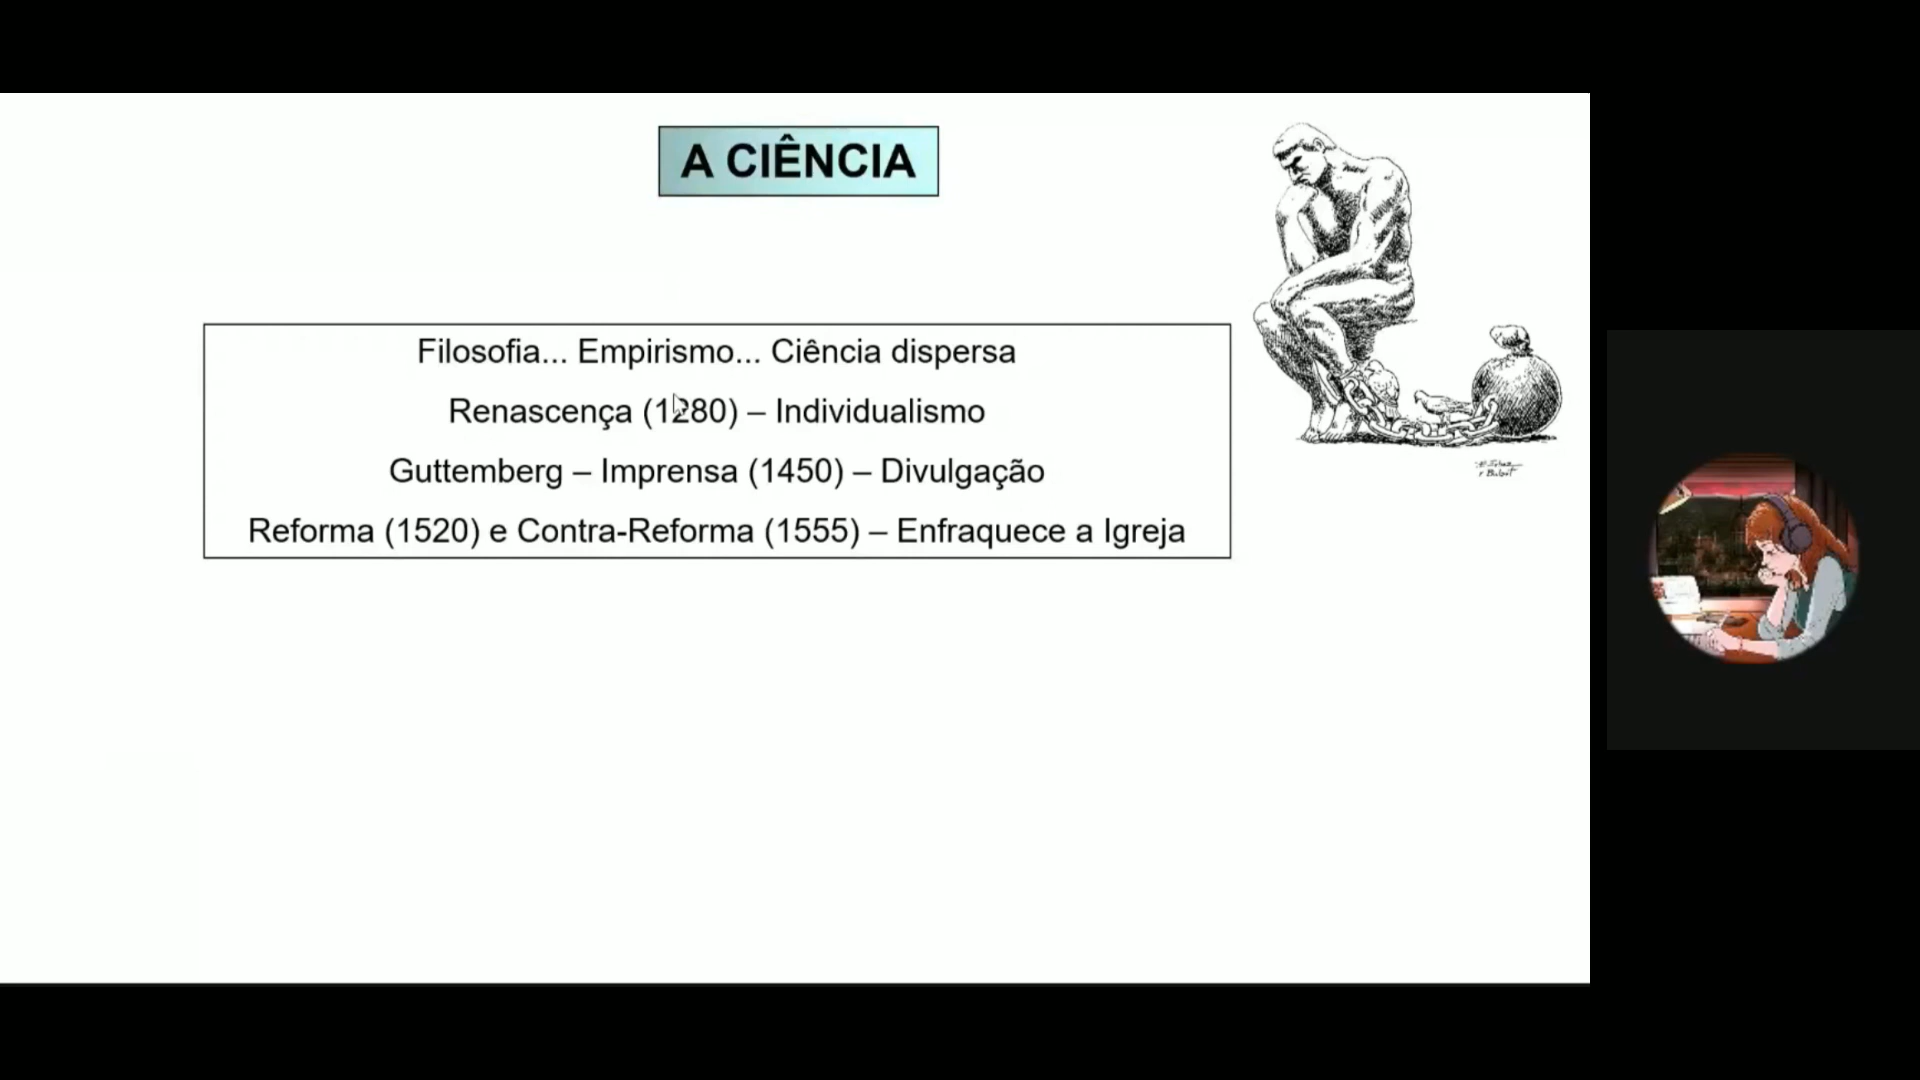 A CIÊNCIA
Filosofia... Empirismo... Ciência dispersa
Renascença (1280) – Individualismo
Guttemberg – Imprensa (1450) – Divulgação
Reforma (1520) e Contra-Reforma (1555) – Enfraquece a Igreja